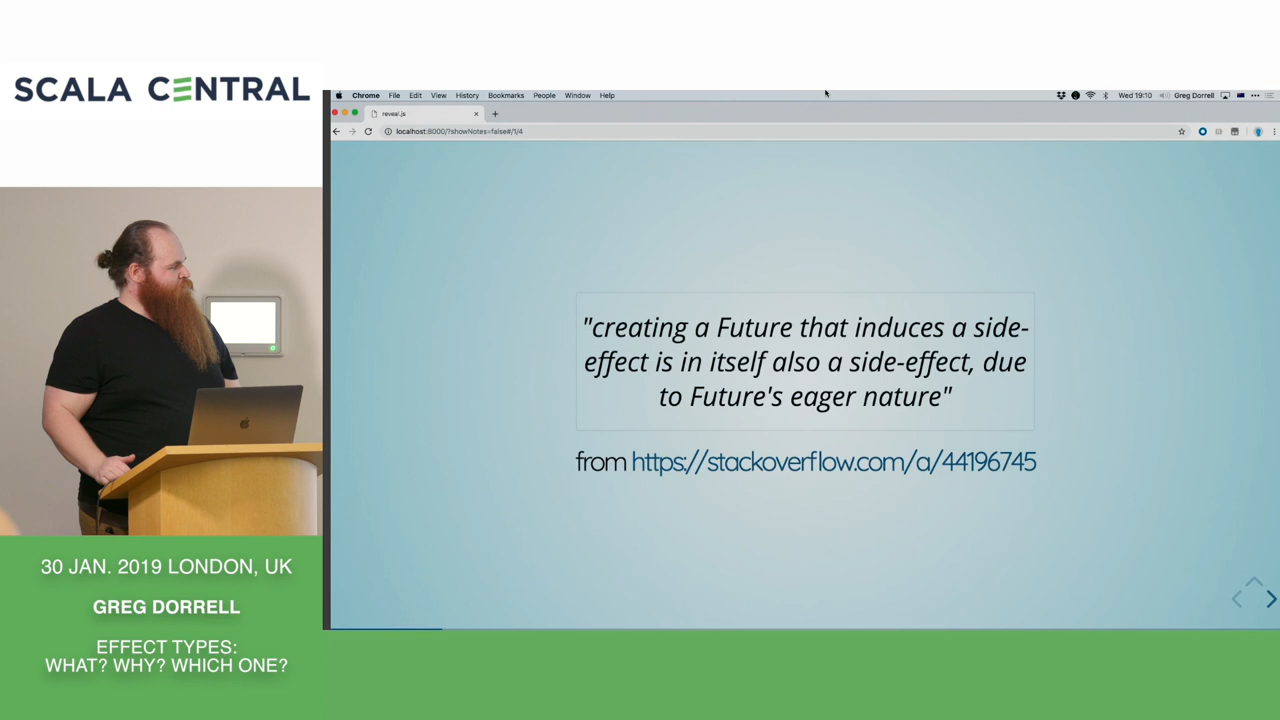 SCALA CENTRAL
Chrome File Edit View History Bookmarks People Window Help
Wed 19:10 Greg Dorrell
reveal.js
localhost:8000/?showNotes=false#/1/4
"creating a Future that induces a side-
effect is in itself also a side-effect, due
to Future's eager nature"
from https://stackoverflow.com/a/44196745
30 JAN. 2019 LONDON, UK
GREG DORRELL
EFFECT TYPES:
WHAT? WHY? WHICH ONE?